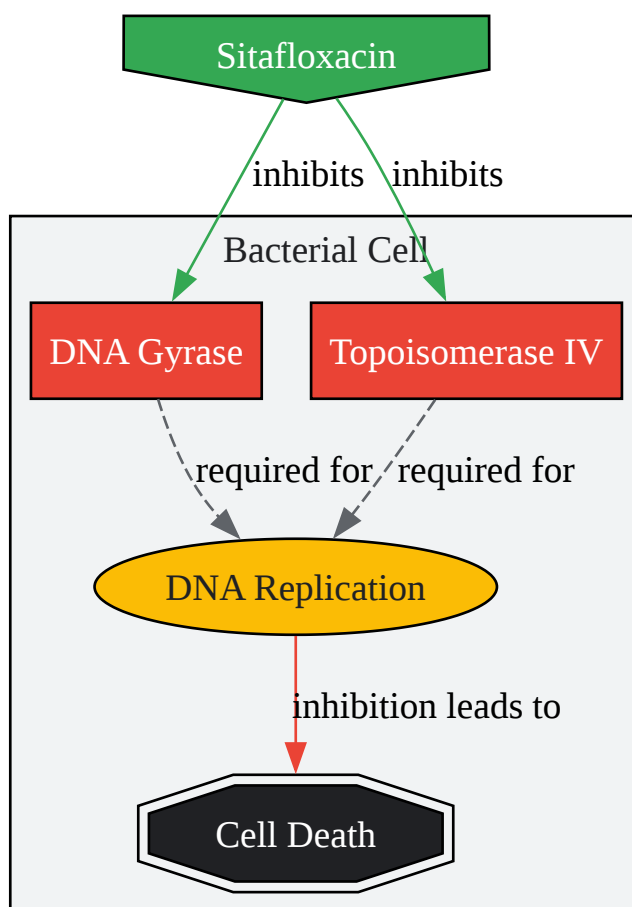 Sitafloxacin
inhibits inhibits
Bacterial Cell
DNA Gyrase
Topoisomerase IV
required for required for
DNA Replication
inhibition leads to
Cell Death